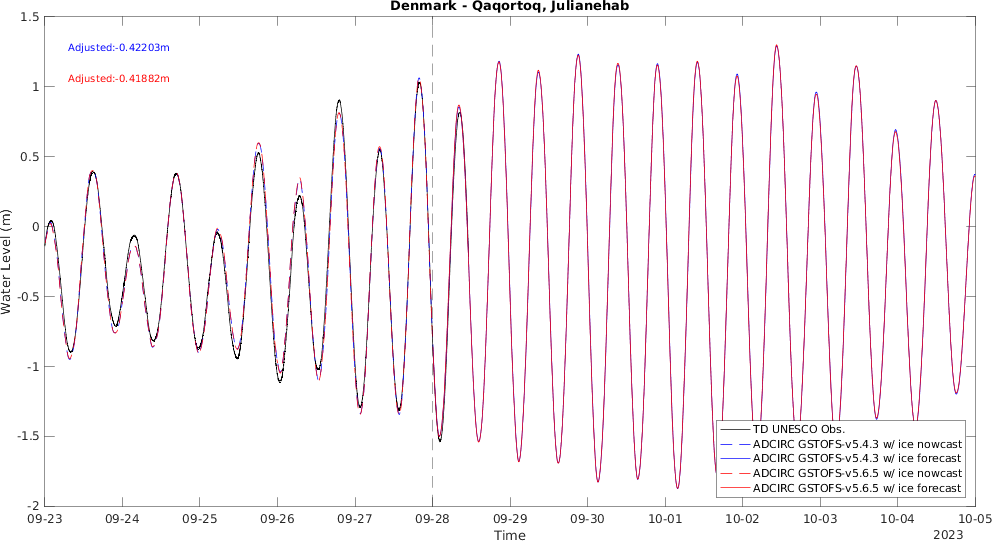 Denmark - Qaqortoq, Julianehab
Adjusted:-0.42203m
Adjusted:-0.41882m
Water Level (m)
1.5
1
0.5
0
-0.5
-1
-1.5
-2
TD UNESCO Obs.
ADCIRC GSTOFS-v5.4.3 w/ ice nowcast
ADCIRC GSTOFS-v5.4.3 w/ ice forecast
ADCIRC GSTOFS-v5.6.5 w/ ice nowcast
ADCIRC GSTOFS-v5.6.5 w/ ice forecast
09-23 09-24 09-25 09-26 09-27 09-28 09-29 09-30 10-01 10-02 10-03 10-04 10-05
Time
2023